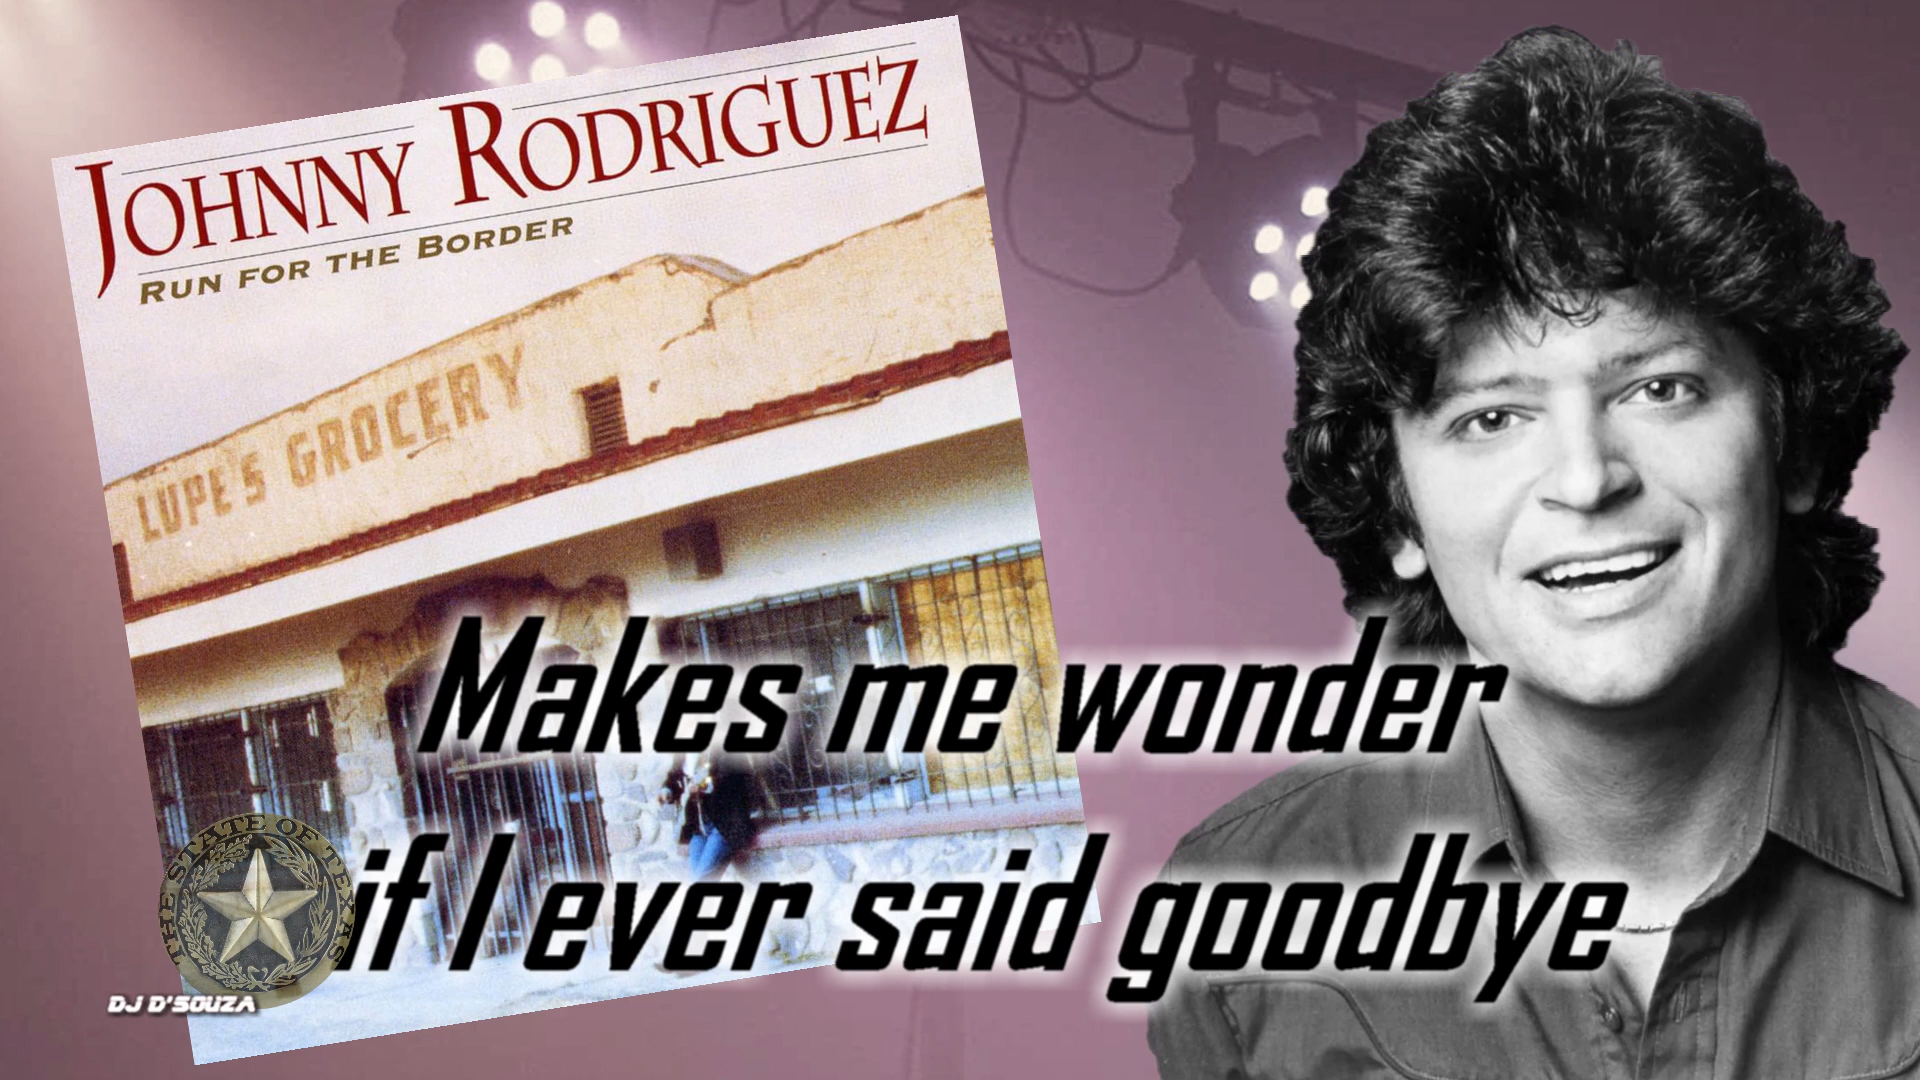 JOHNNY RODRIGUEZ
RUN FOR THE BORDER
LUPE'S GROCERY
Makes me wonder
if I ever said goodbye
THE STATE OF TEXAS
DJ D'SOUZA